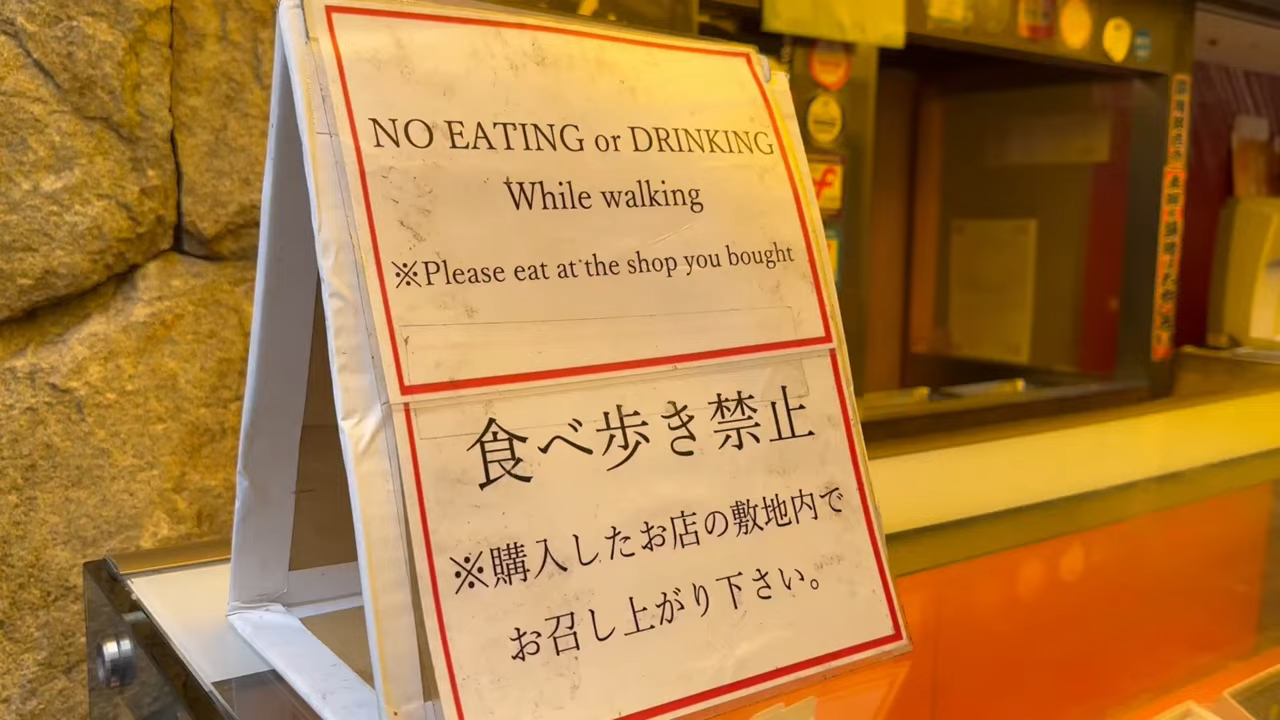 NO EATING or DRINKING
While walking
※Please eat at the shop you bought
食べ歩き禁止
※購入したお店の敷地内で
お召し上がり下さい。